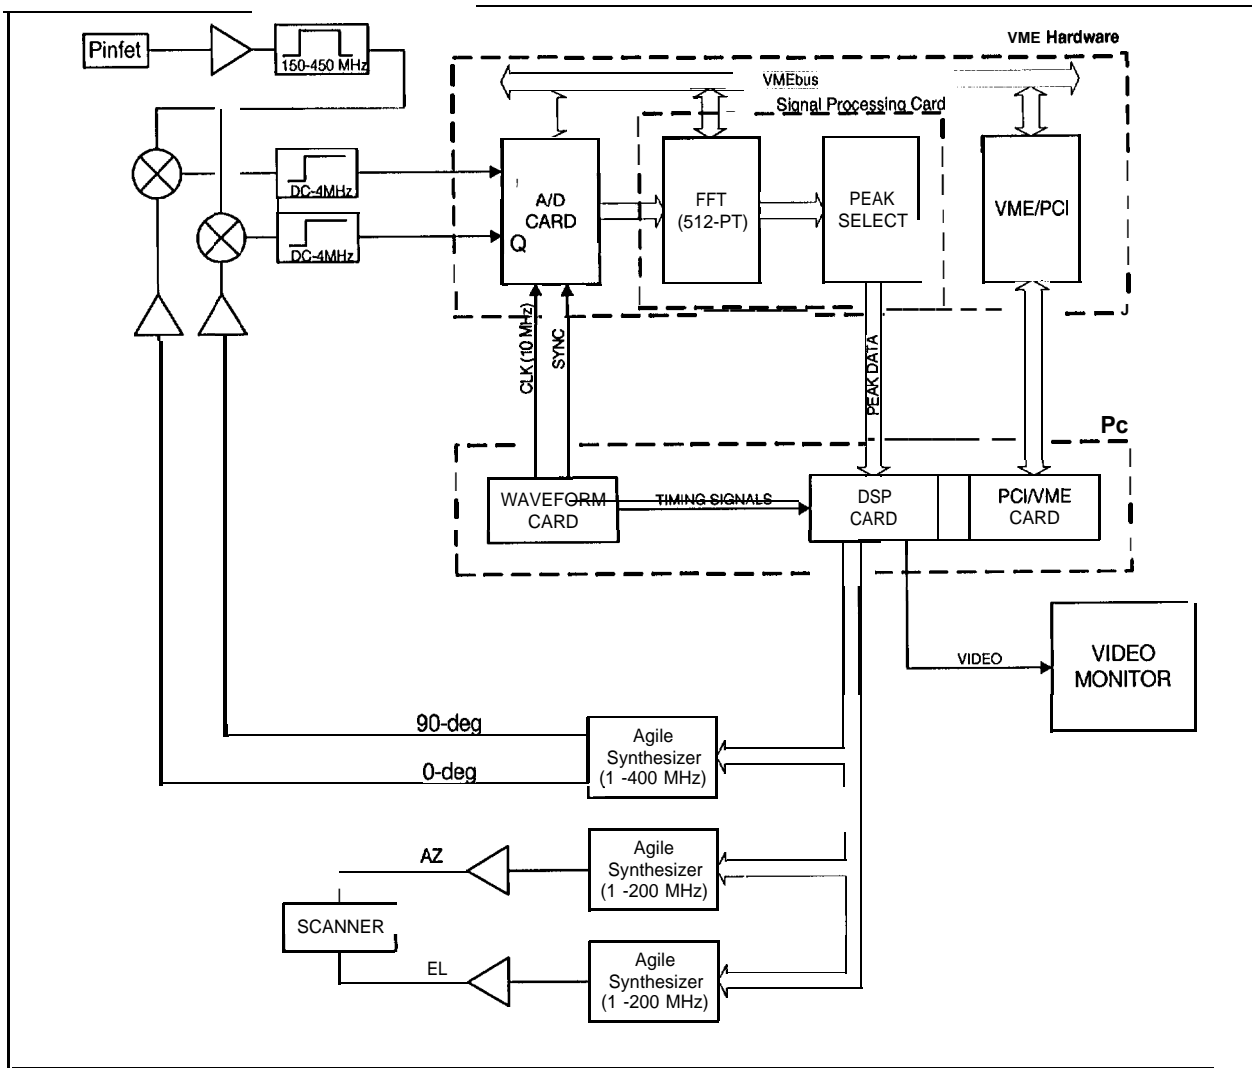 Pinfet
150-450 MHz
VME Hardware
VMEbus
Signal Processing Card
DC-4MHz
DC-4MHz
A/D
CARD
Q
FFT
(512-PT)
PEAK
SELECT
VME/PCI
CLK (10 MHz)
SYNC
PEAK DATA
Pc
WAVEFORM
CARD
TIMING SIGNALS
DSP
CARD
PCI/VME
CARD
VIDEO
VIDEO
MONITOR
90-deg
0-deg
Agile
Synthesizer
(1 -400 MHz)
AZ
Agile
Synthesizer
(1 -200 MHz)
SCANNER
EL
Agile
Synthesizer
(1 -200 MHz)